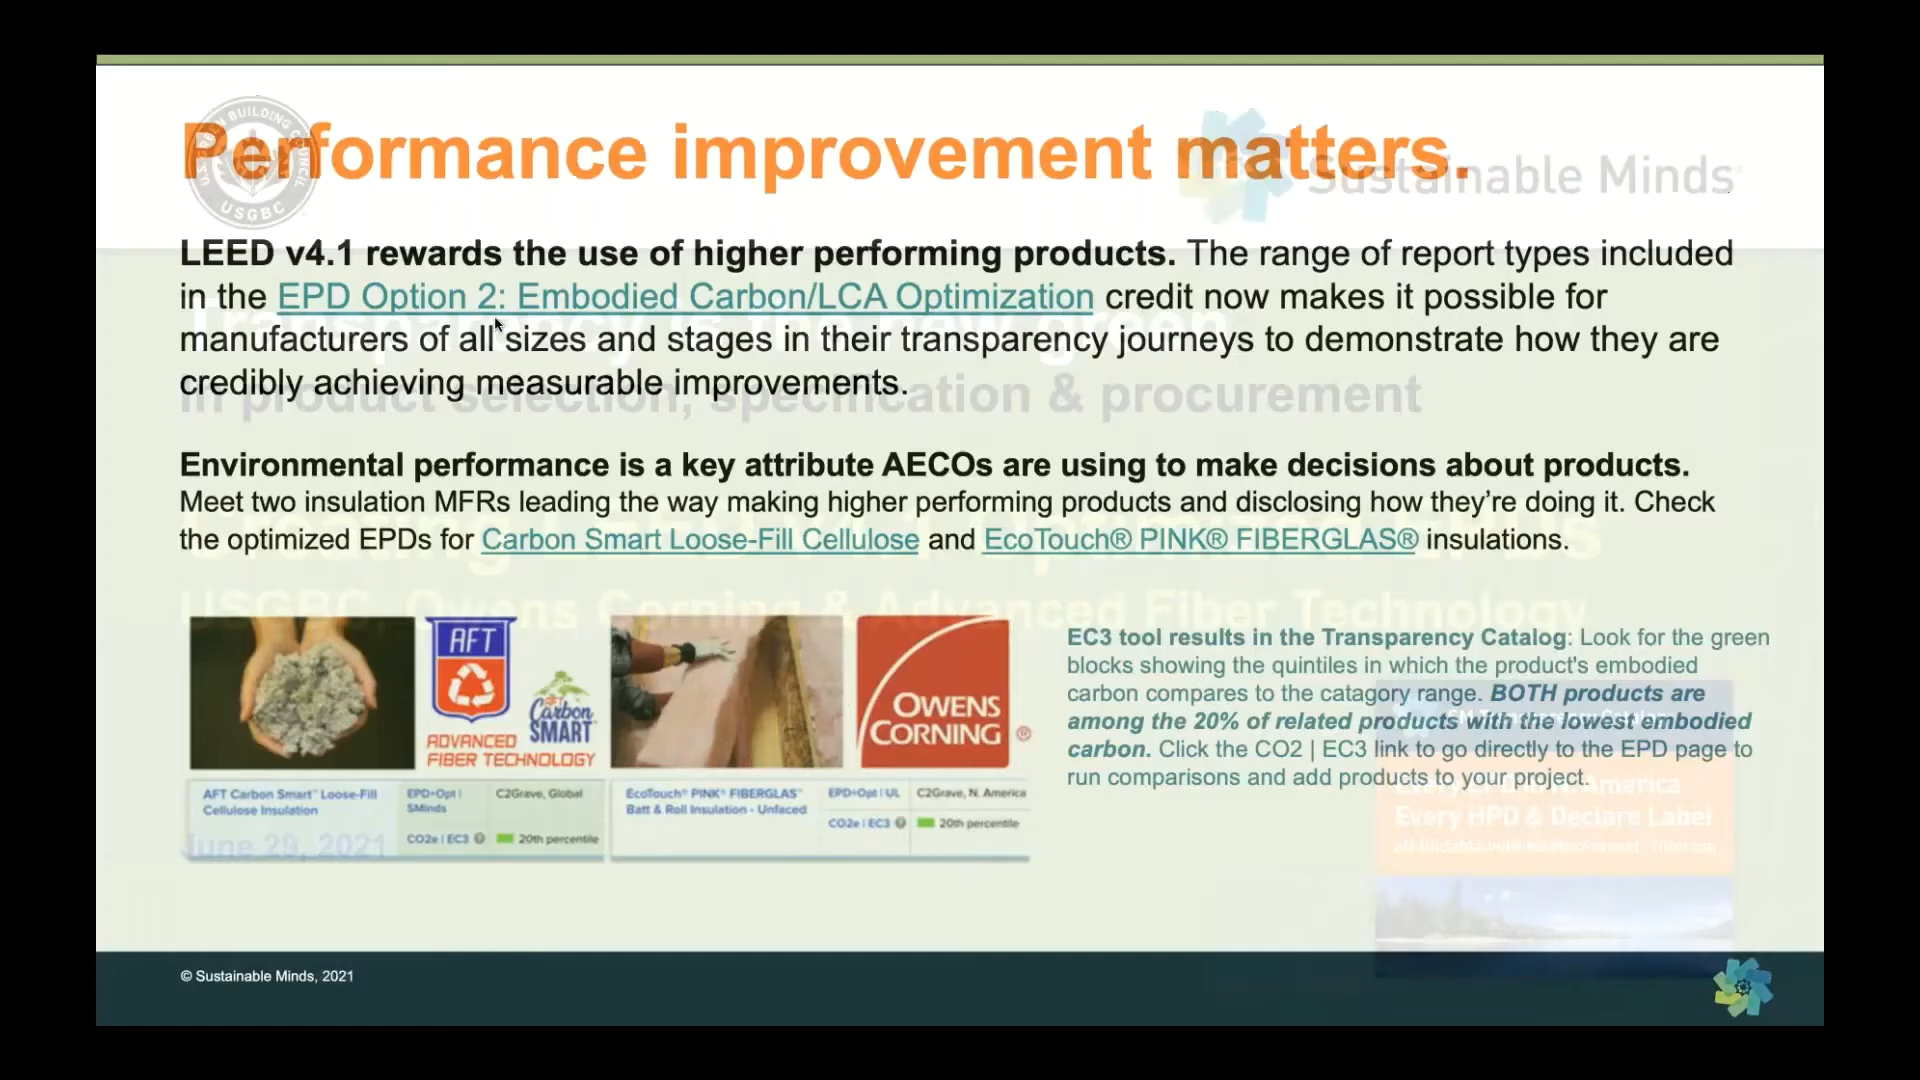 Performance improvement matters.
GREEN BUILDING COUNCIL
USGBC
Sustainable Minds
LEED v4.1 rewards the use of higher performing products. The range of report types included
in the EPD Option 2: Embodied Carbon/LCA Optimization credit now makes it possible for
manufacturers of all sizes and stages in their transparency journeys to demonstrate how they are
credibly achieving measurable improvements.
Transparency is the new green
in product selection, specification & procurement
Environmental performance is a key attribute AECOs are using to make decisions about products.
Meet two insulation MFRs leading the way making higher performing products and disclosing how they’re doing it. Check
the optimized EPDs for Carbon Smart Loose-Fill Cellulose and EcoTouch® PINK® FIBERGLAS® insulations.
USGBC, Owens Corning & Advanced Fiber Technology
AFT
Carbon
SMART
ADVANCED
FIBER TECHNOLOGY
OWENS
CORNING ®
EC3 tool results in the Transparency Catalog: Look for the green
blocks showing the quintiles in which the product's embodied
carbon compares to the catagory range. BOTH products are
among the 20% of related products with the lowest embodied
carbon. Click the CO2 | EC3 link to go directly to the EPD page to
run comparisons and add products to your project.
AFT Carbon Smart™ Loose-Fill
Cellulose Insulation
EPD+Opt |
SMinds
C2Grave, Global
CO2e | EC3
20th percentile
EcoTouch® PINK® FIBERGLAS™
Batt & Roll Insulation - Unfaced
EPD+Opt | UL
C2Grave, N. America
CO2e | EC3
20th percentile
June 29, 2021
Every HPD & Declare Label
© Sustainable Minds, 2021